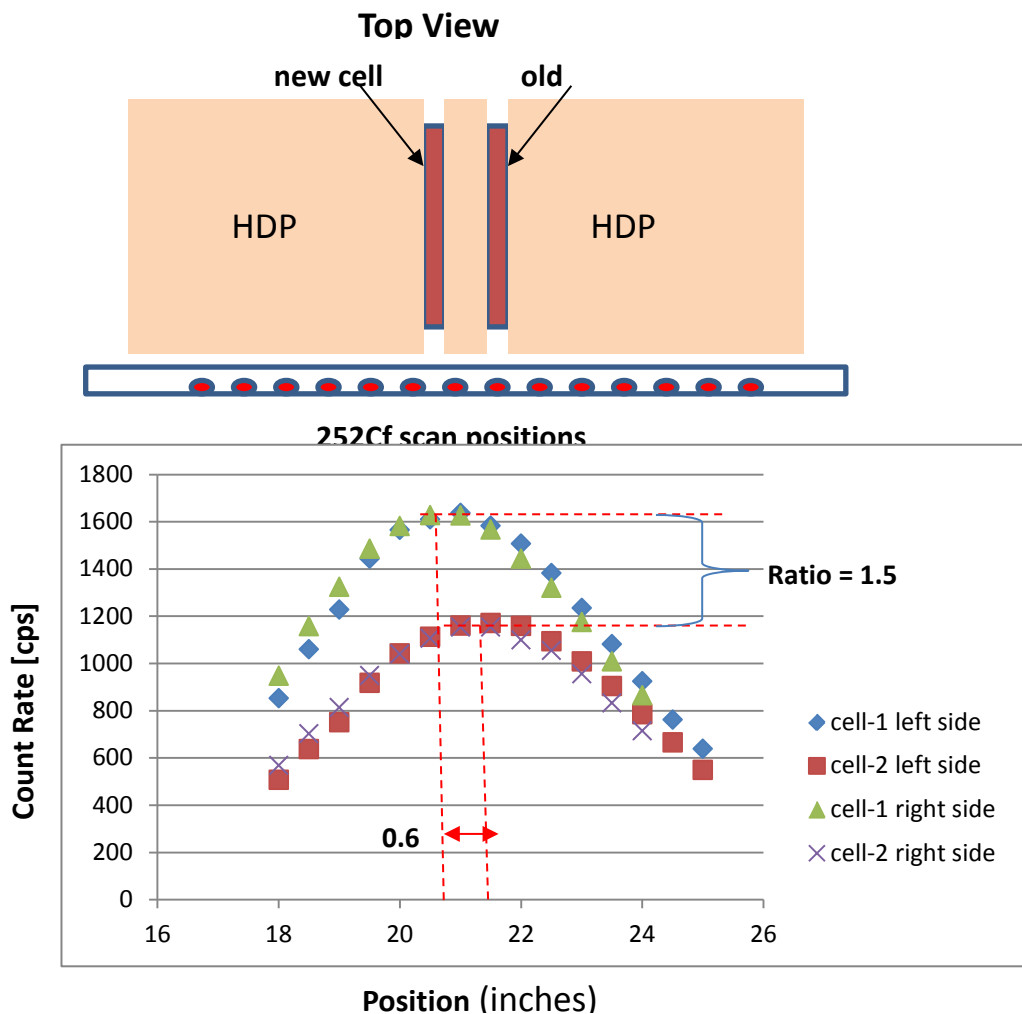 Top View
new cell old
HDP HDP
252Cf scan positions
1800
1600
1400
1200
1000
800
600
400
200
0
16 18 20 22 24 26
Count Rate [cps]
Position (inches)
Ratio = 1.5
0.6
cell-1 left side
cell-2 left side
cell-1 right side
cell-2 right side